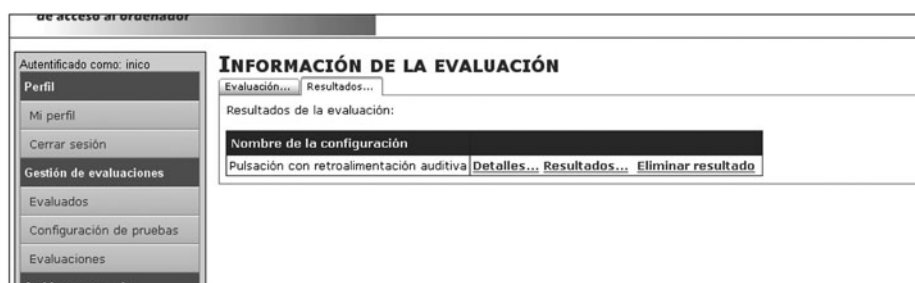 de acceso al ordenador
Autentificado como: inico
Perfil
Mi perfil
Cerrar sesión
Gestión de evaluaciones
Evaluados
Configuración de pruebas
Evaluaciones
INFORMACIÓN DE LA EVALUACIÓN
Evaluación... Resultados...
Resultados de la evaluación:
Nombre de la configuración
Pulsación con retroalimentación auditiva Detalles... Resultados... Eliminar resultado